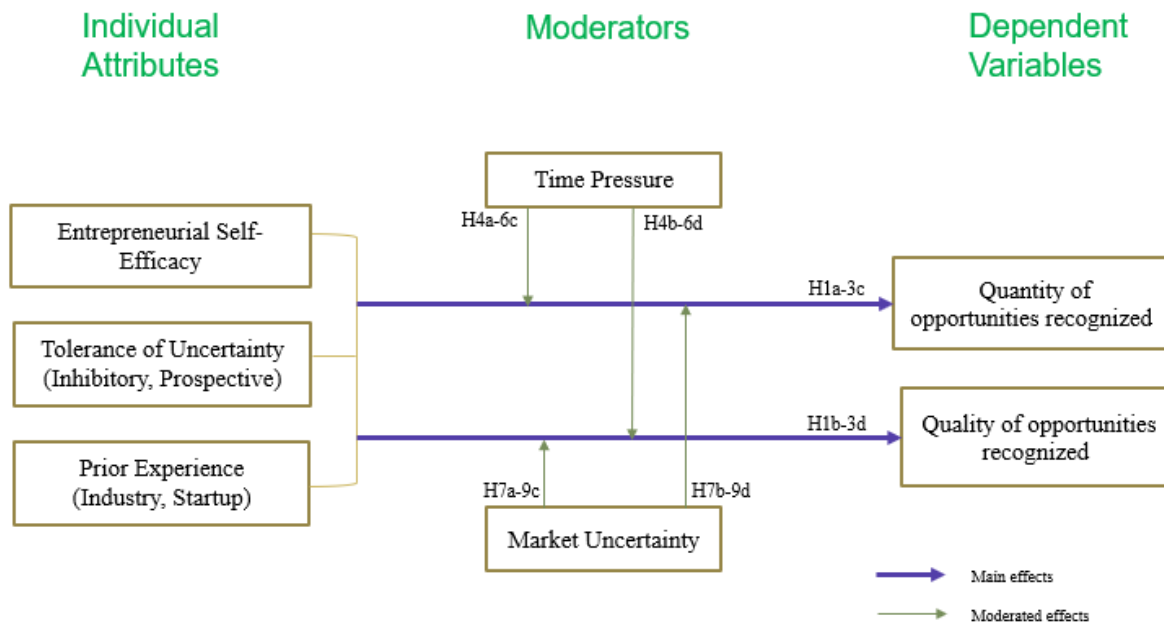 Individual
Attributes
Moderators
Dependent
Variables
Time Pressure
H4a-6c
H4b-6d
Entrepreneurial Self-
Efficacy
Tolerance of Uncertainty
(Inhibitory, Prospective)
Prior Experience
(Industry, Startup)
H1a-3c
Quantity of
opportunities recognized
H1b-3d
Quality of opportunities
recognized
H7a-9c
H7b-9d
Market Uncertainty
Main effects
Moderated effects